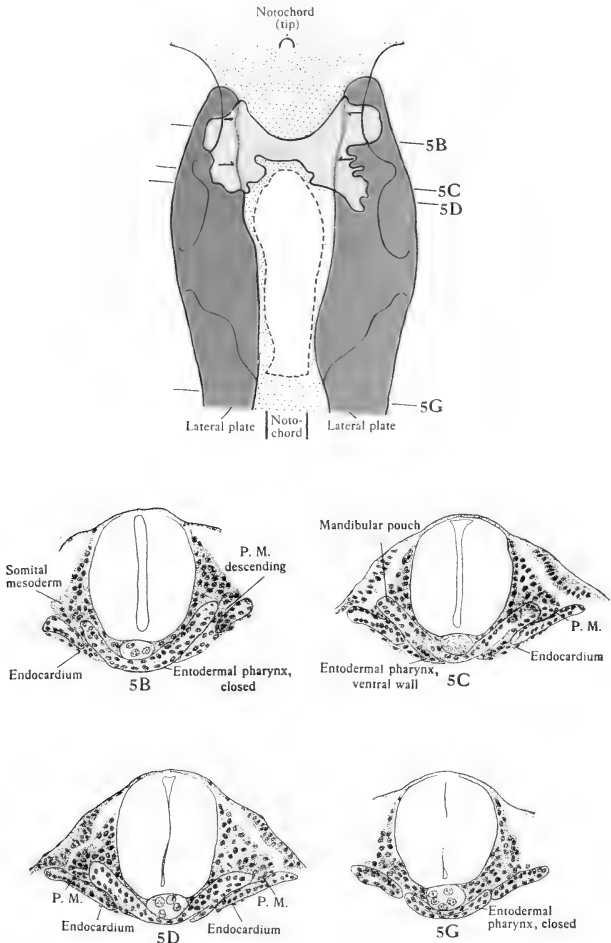 Notochord
(tip)
5B
5C
5D
5G
Lateral plate
Noto-
chord
Lateral plate
Somital
mesoderm
P. M.
descending
Endocardium
Entodermal pharynx,
closed
5B
Mandibular pouch
P. M.
Endocardium
Entodermal pharynx,
ventral wall
5C
P. M.
Endocardium
5D
Endocardium
P. M.
Entodermal
pharynx, closed
5G